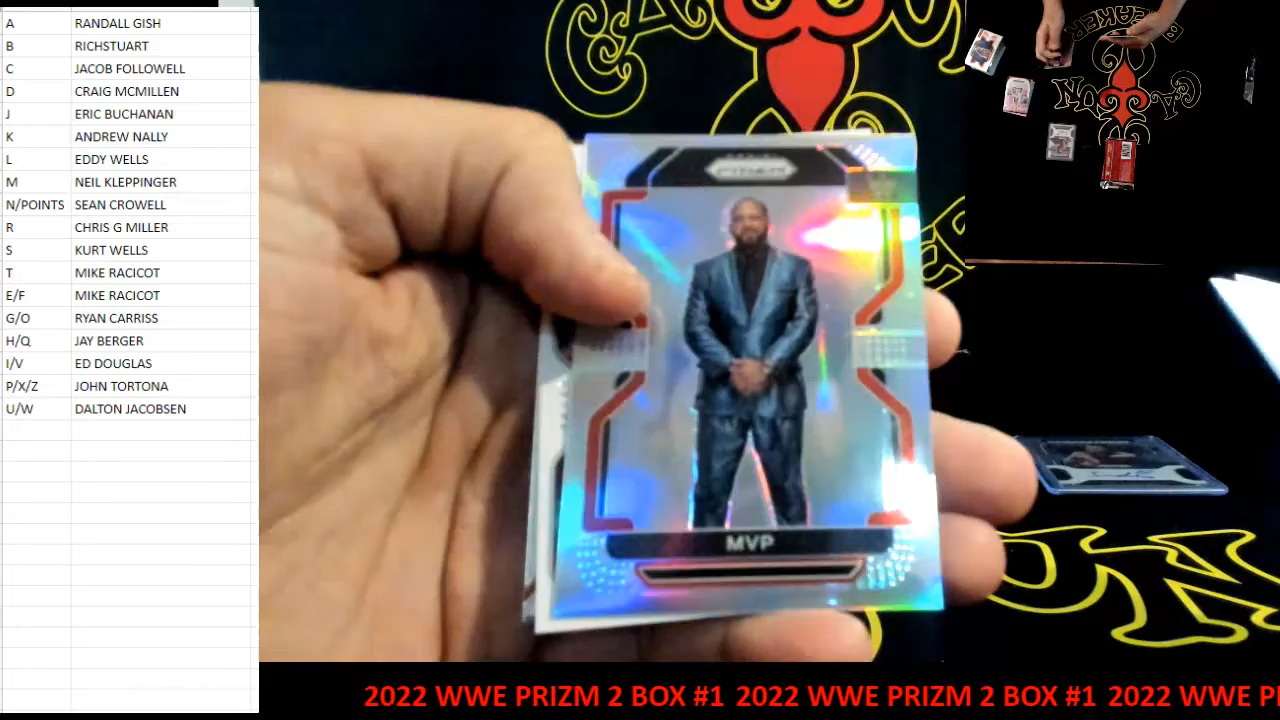 A RANDALL GISH
B RICHSTUART
C JACOB FOLLOWELL
D CRAIG MCMILLEN
J ERIC BUCHANAN
K ANDREW NALLY
L EDDY WELLS
M NEIL KLEPPINGER
N/POINTS SEAN CROWELL
R CHRIS G MILLER
S KURT WELLS
T MIKE RACICOT
E/F MIKE RACICOT
G/O RYAN CARRISS
H/Q JAY BERGER
I/V ED DOUGLAS
P/X/Z JOHN TORTONA
U/W DALTON JACOBSEN
PRIZM
MVP
2022 WWE PRIZM 2 BOX #1 2022 WWE PRIZM 2 BOX #1 2022 WWE